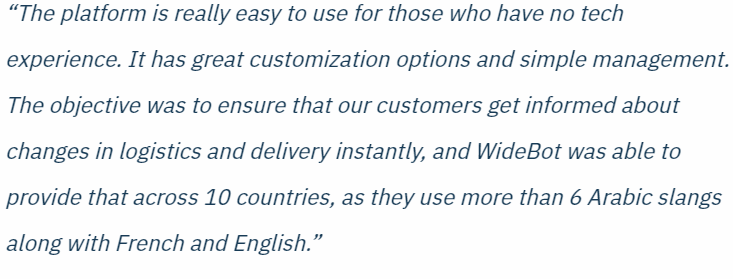 “The platform is really easy to use for those who have no tech
experience. It has great customization options and simple management.
The objective was to ensure that our customers get informed about
changes in logistics and delivery instantly, and WideBot was able to
provide that across 10 countries, as they use more than 6 Arabic slangs
along with French and English.”